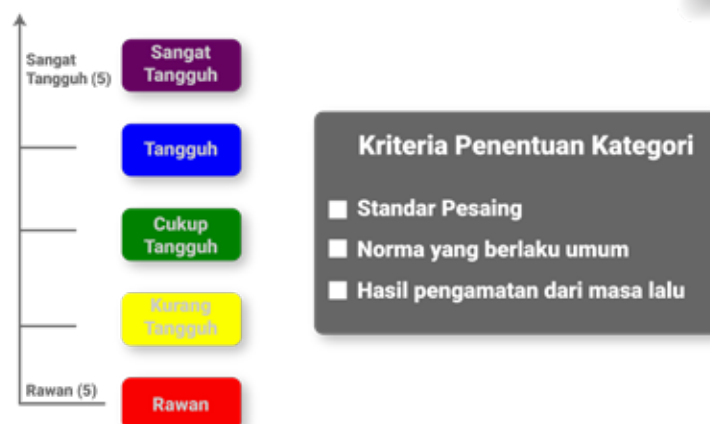 Sangat
Tangguh (5)
Sangat
Tangguh
Tangguh
Cukup
Tangguh
Kurang
Tangguh
Rawan (5)
Rawan
Kriteria Penentuan Kategori
Standar Pesaing
Norma yang berlaku umum
Hasil pengamatan dari masa lalu